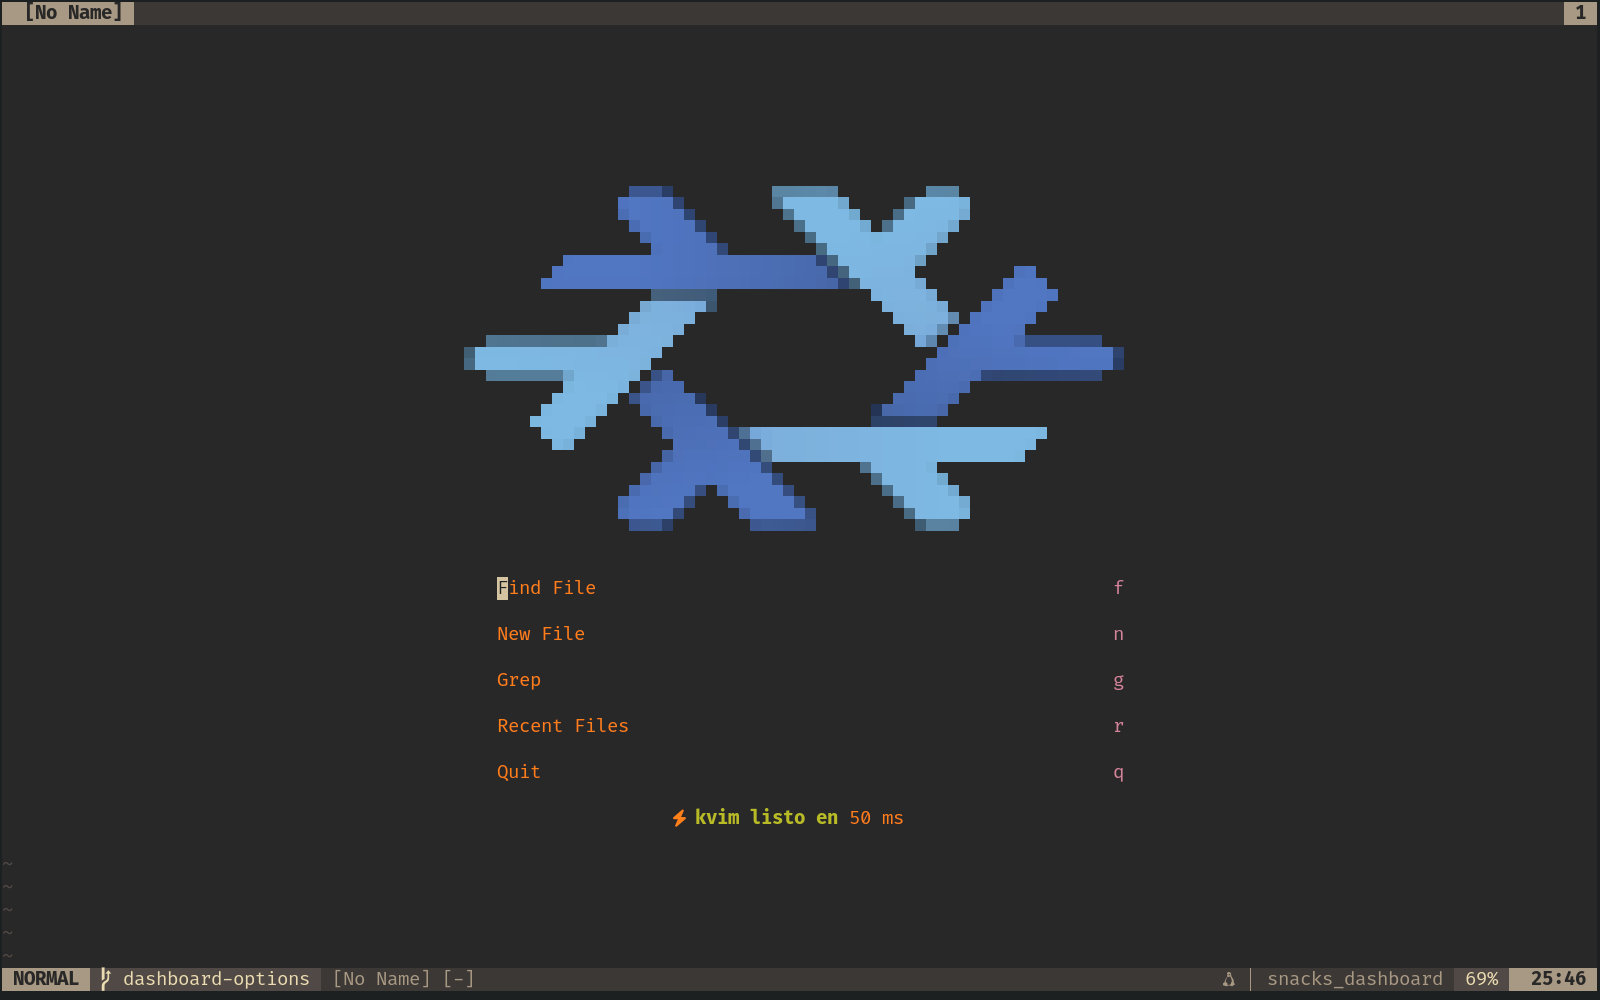 [No Name] 1
Find File f
New File n
Grep g
Recent Files r
Quit q
kvim listo en 50 ms
~
~
~
~
~
NORMAL dashboard-options [No Name] [-] snacks_dashboard 69% 25:46